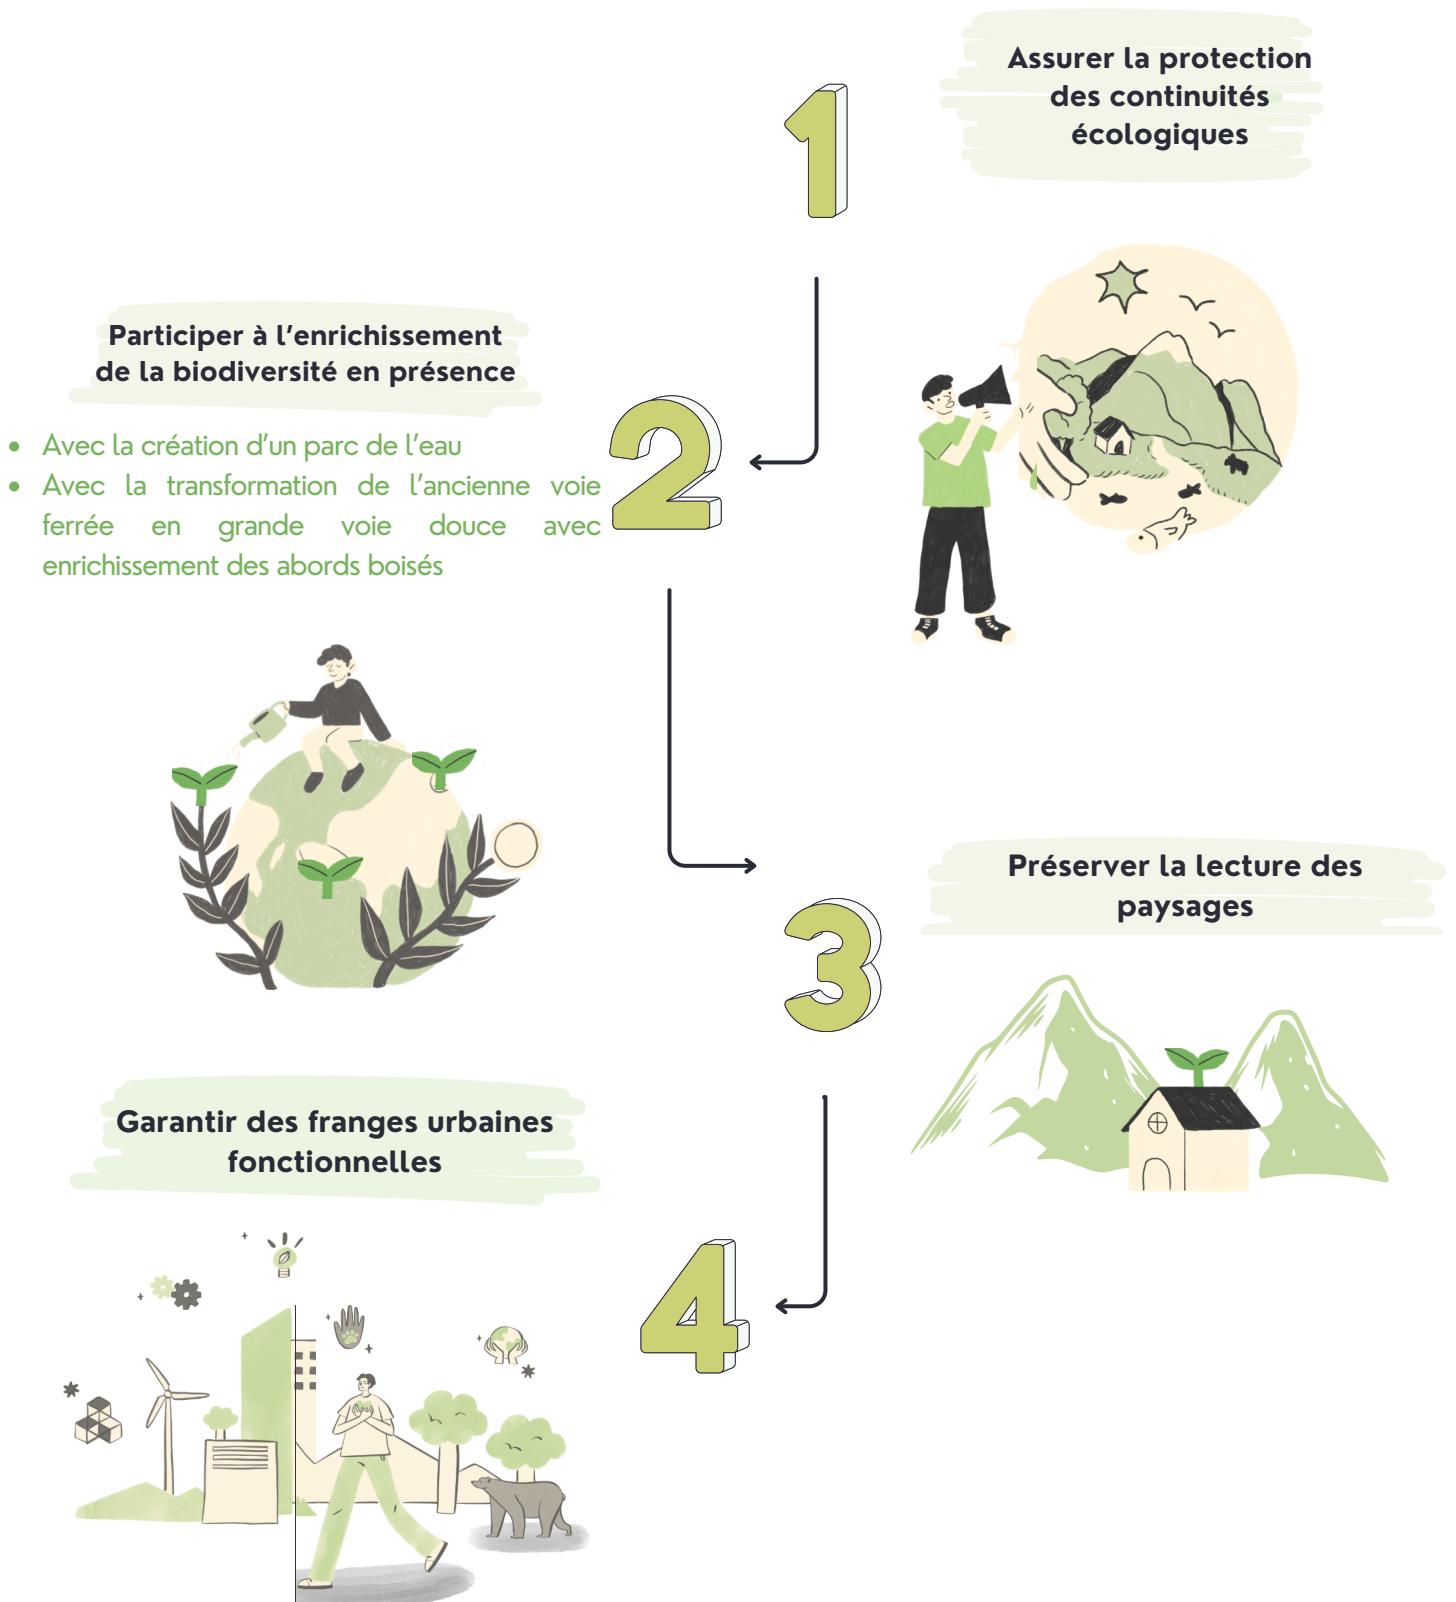 1
Assurer la protection
des continuités
écologiques
2
Participer à l'enrichissement
de la biodiversité en présence
• Avec la création d'un parc de l'eau
• Avec la transformation de l'ancienne voie
ferrée en grande voie douce avec
enrichissement des abords boisés
3
Préserver la lecture des
paysages
4
Garantir des franges urbaines
fonctionnelles